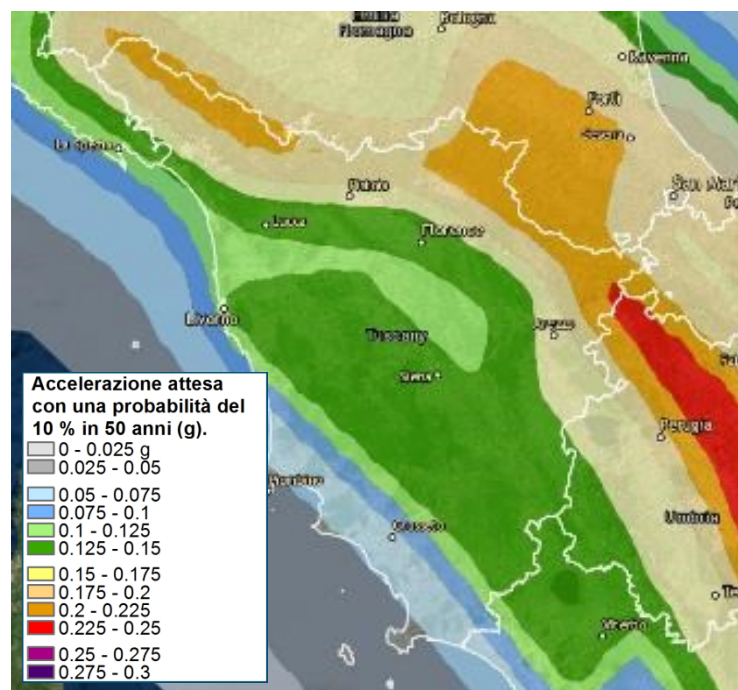 Bologna
Romagna
Ravenna
Forlì
Cesena
La Spezia
San Mari
Pistoia
Lucca
Florence
Livorno
Arezzo
Tuscany
Siena
Perugia
Piombino
Grosseto
Umbria
Viterbo
Accelerazione attesa
con una probabilità del
10 % in 50 anni (g).
0 - 0.025 g
0.025 - 0.05
0.05 - 0.075
0.075 - 0.1
0.1 - 0.125
0.125 - 0.15
0.15 - 0.175
0.175 - 0.2
0.2 - 0.225
0.225 - 0.25
0.25 - 0.275
0.275 - 0.3